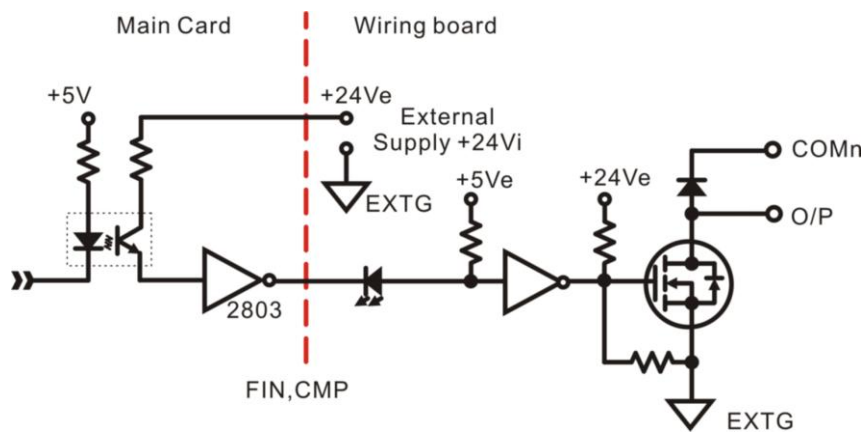 Main Card
Wiring board
+5V
+24Ve
External
Supply +24Vi
EXTG
+5Ve
+24Ve
COMn
O/P
2803
FIN,CMP
EXTG